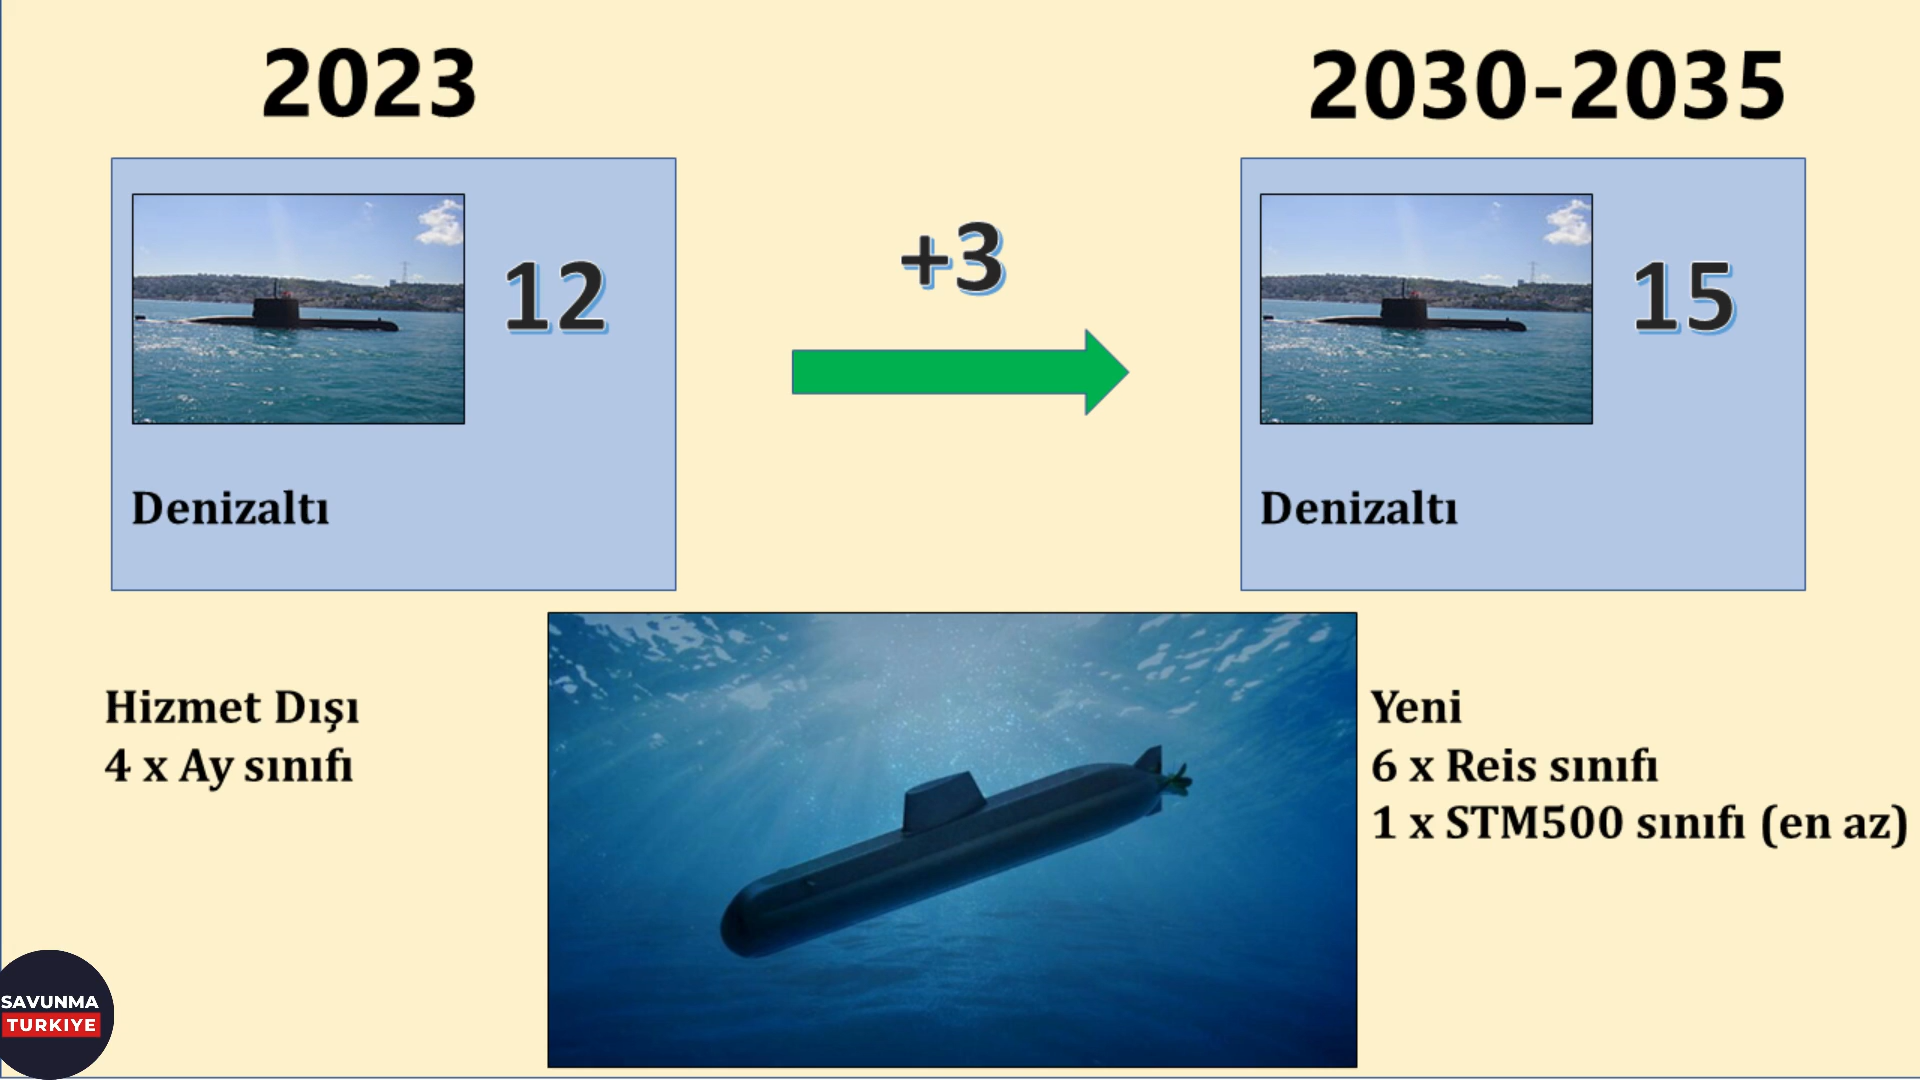 2023
2030-2035
12
+3
15
Denizaltı
Denizaltı
Hizmet Dışı
4 x Ay sınıfı
Yeni
6 x Reis sınıfı
1 x STM500 sınıfı (en az)
SAVUNMA
TURKIYE